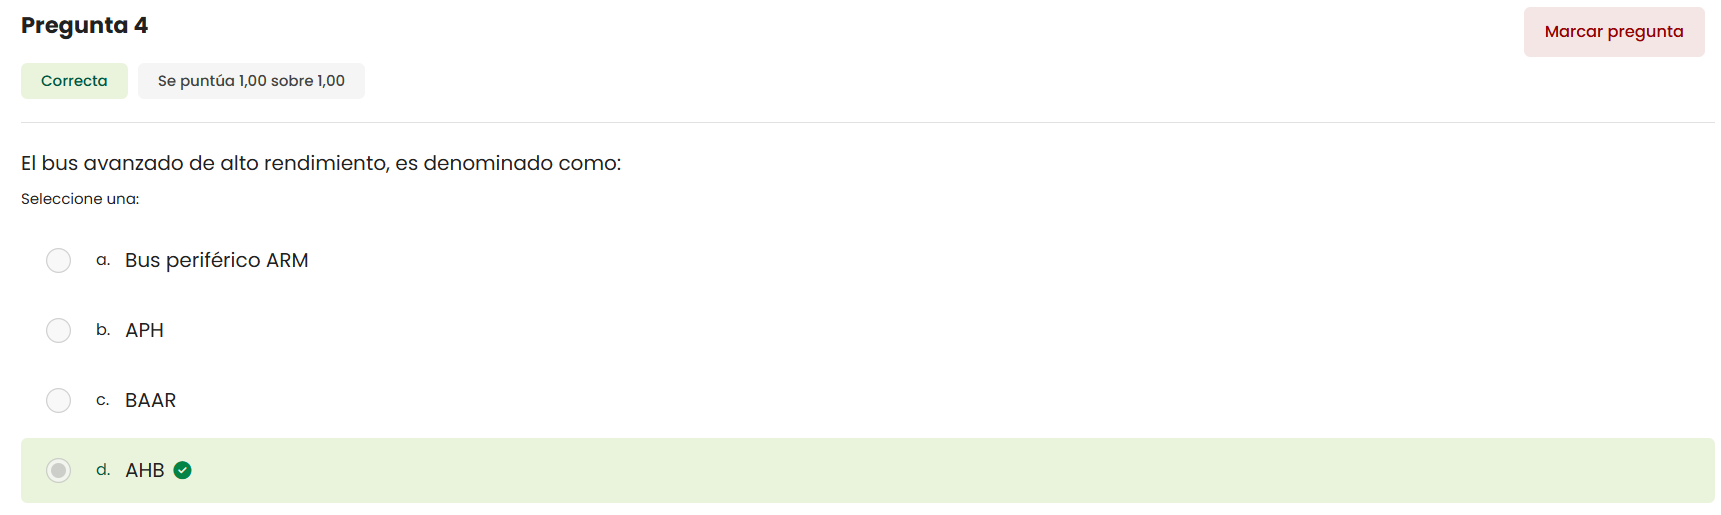 Pregunta 4
Marcar pregunta
Correcta
Se puntúa 1,00 sobre 1,00
El bus avanzado de alto rendimiento, es denominado como:
Seleccione una:
a. Bus periférico ARM
b. APH
c. BAAR
d. AHB